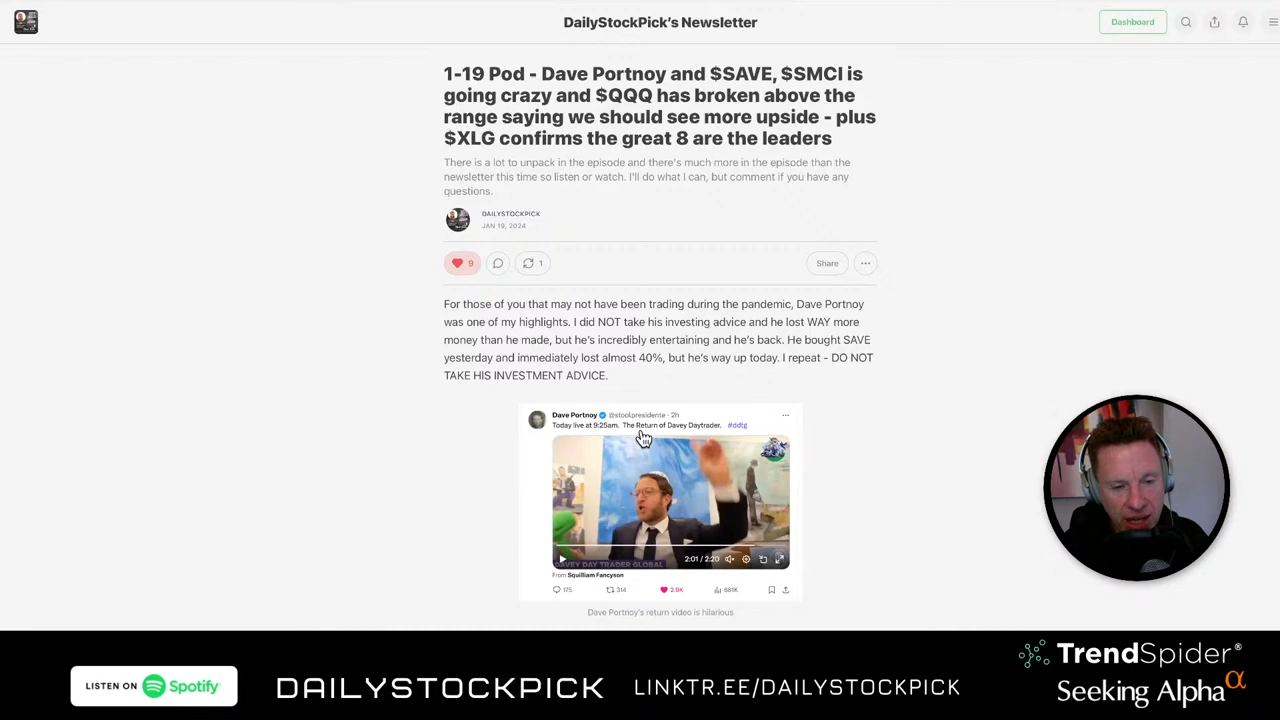 DailyStockPick's Newsletter
Dashboard
1-19 Pod - Dave Portnoy and $SAVE, $SMCI is
going crazy and $QQQ has broken above the
range saying we should see more upside - plus
$XLG confirms the great 8 are the leaders
There is a lot to unpack in the episode and there's much more in the episode than the
newsletter this time so listen or watch. I'll do what I can, but comment if you have any
questions.
DAILYSTOCKPICK
JAN 19, 2024
9
1
Share
For those of you that may not have been trading during the pandemic, Dave Portnoy
was one of my highlights. I did NOT take his investing advice and he lost WAY more
money than he made, but he's incredibly entertaining and he's back. He bought SAVE
yesterday and immediately lost almost 40%, but he's way up today. I repeat - DO NOT
TAKE HIS INVESTMENT ADVICE.
Dave Portnoy @stoolpresidente · 2h
Today live at 9:25am. The Return of Davey Daytrader. #ddtg
2:01 / 2:20
DAVEY DAY TRADER GLOBAL
From Squilliam Fancyson
175 314 2.9K 681K
Dave Portnoy's return video is hilarious
LISTEN ON Spotify
DAILYSTOCKPICK
LINKTR.EE/DAILYSTOCKPICK
TrendSpider®
Seeking Alpha α